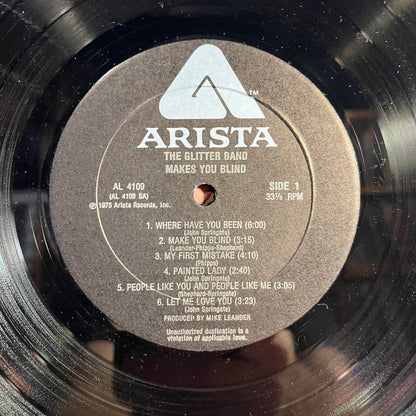 TM
ARISTA
THE GLITTER BAND
MAKES YOU BLIND
AL 4109
(AL 4109 SA)
℗1975 Arista Records, Inc.
SIDE 1
33⅓ RPM
1. WHERE HAVE YOU BEEN (6:00)
(John Springate)
2. MAKE YOU BLIND (3:15)
(Leander-Phipps-Shephard)
3. MY FIRST MISTAKE (4:10)
(Phipps)
4. PAINTED LADY (2:40)
(John Springate)
5. PEOPLE LIKE YOU AND PEOPLE LIKE ME (3:05)
(Shephard-Springate)
6. LET ME LOVE YOU (3:23)
(John Springate)
PRODUCED BY MIKE LEANDER
Unauthorized duplication is a
violation of applicable laws.